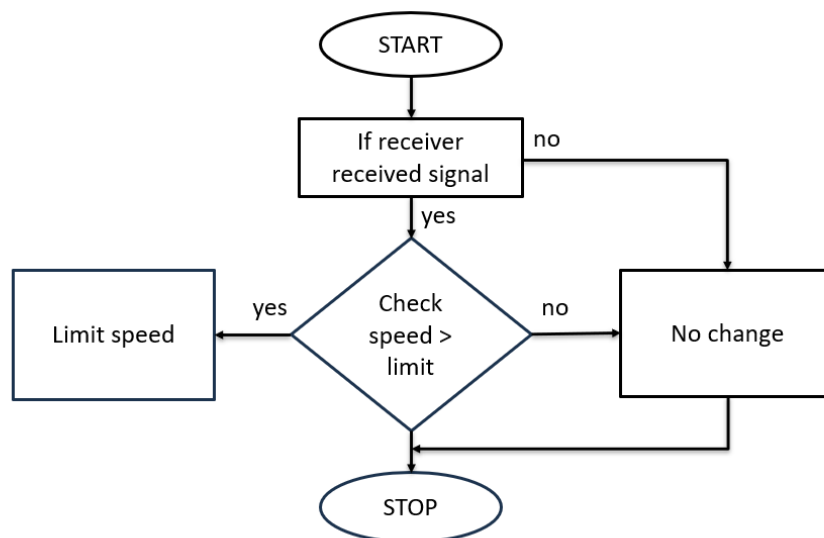 START
If receiver
received signal
no
yes
Limit speed
yes
Check
speed >
limit
no
No change
STOP